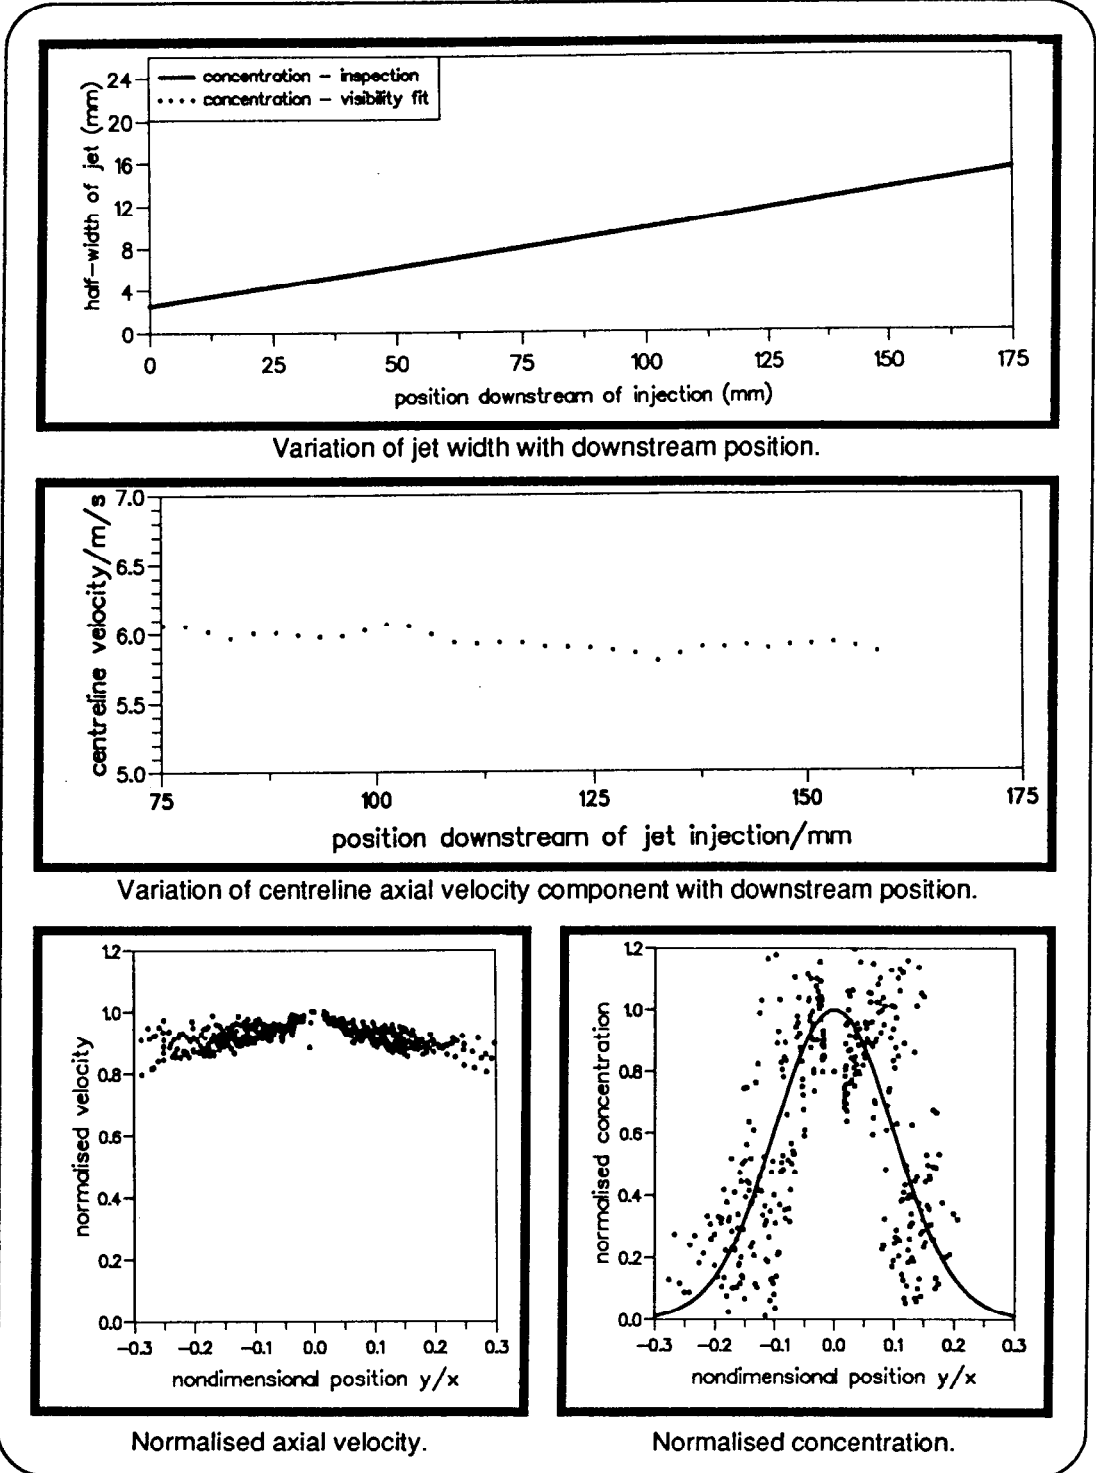 concentration – inspection
concentration – visibility fit
half–width of jet (mm)
24
20
16
12
8
4
0
0 25 50 75 100 125 150 175
position downstream of injection (mm)
Variation of jet width with downstream position.
centreline velocity/m/s
7.0
6.5
6.0
5.5
5.0
75 100 125 150 175
position downstream of jet injection/mm
Variation of centreline axial velocity component with downstream position.
normalised velocity
1.2
1.0
0.8
0.6
0.4
0.2
0.0
–0.3 –0.2 –0.1 0.0 0.1 0.2 0.3
nondimensional position y/x
Normalised axial velocity.
normalised concentration
1.2
1.0
0.8
0.6
0.4
0.2
0.0
–0.3 –0.2 –0.1 0.0 0.1 0.2 0.3
nondimensional position y/x
Normalised concentration.